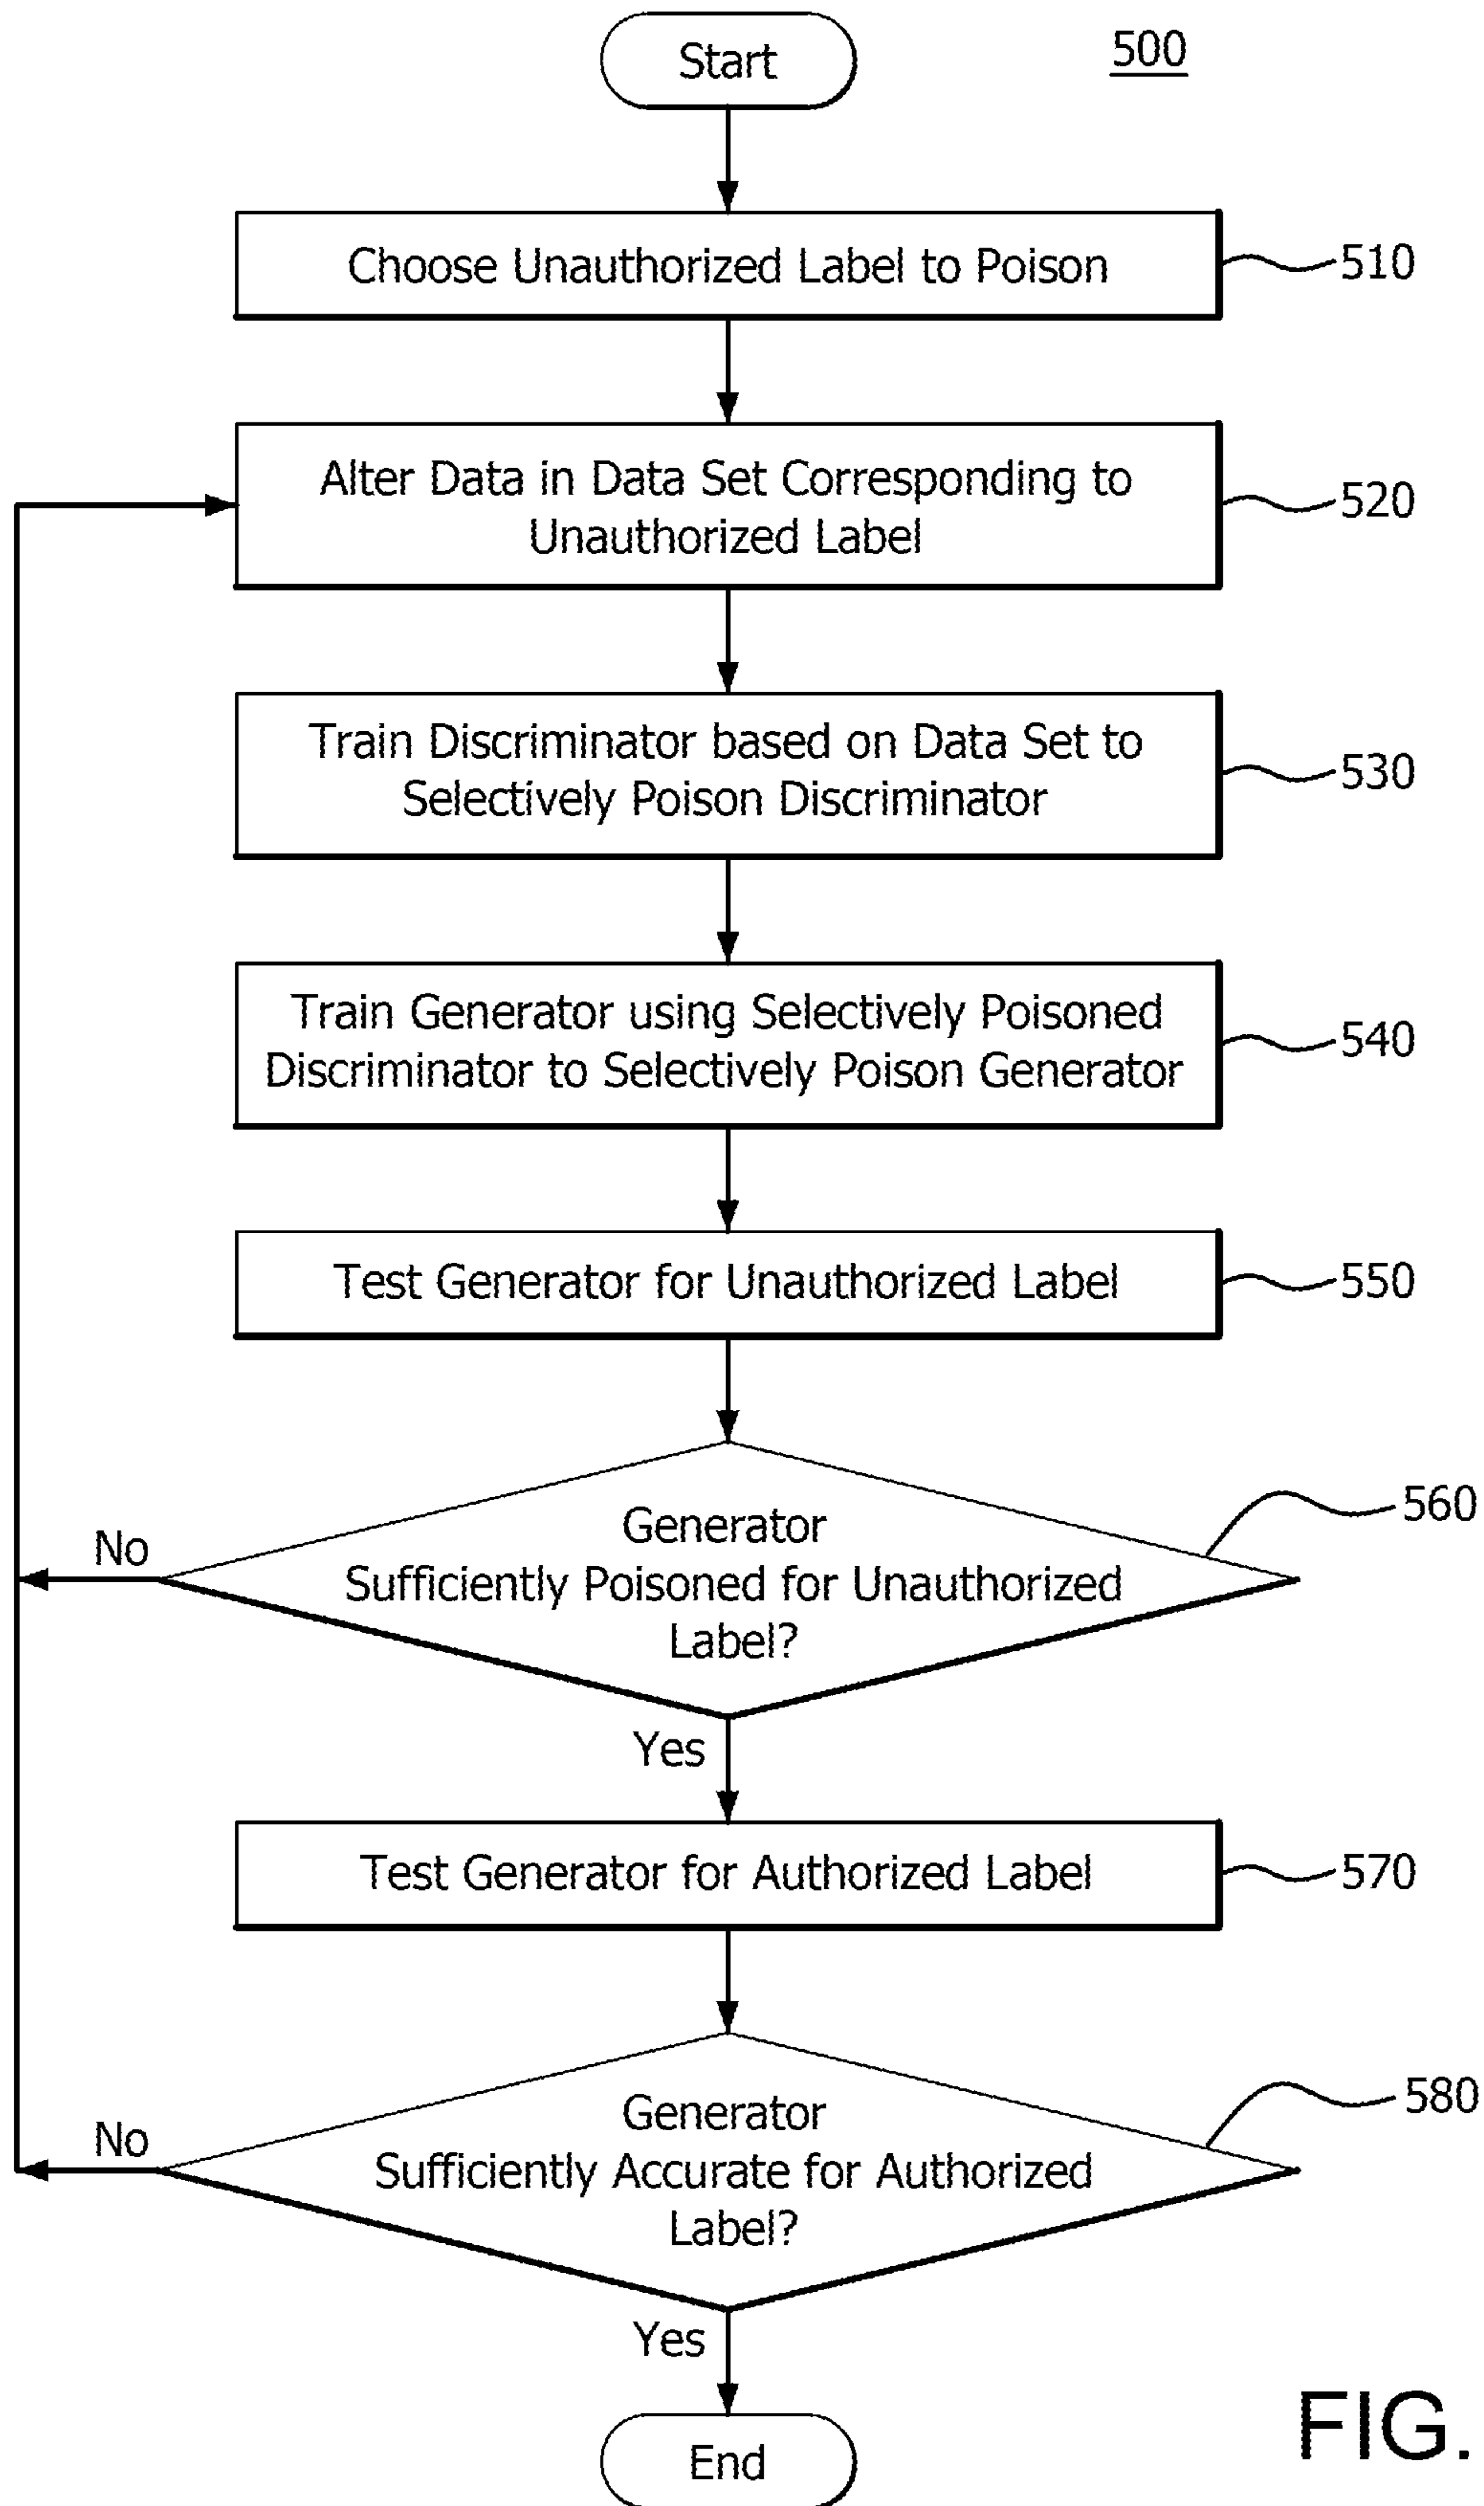 Start
500
Choose Unauthorized Label to Poison
510
Alter Data in Data Set Corresponding to
Unauthorized Label
520
Train Discriminator based on Data Set to
Selectively Poison Discriminator
530
Train Generator using Selectively Poisoned
Discriminator to Selectively Poison Generator
540
Test Generator for Unauthorized Label
550
Generator
Sufficiently Poisoned for Unauthorized
Label?
560
No
Yes
Test Generator for Authorized Label
570
Generator
Sufficiently Accurate for Authorized
Label?
580
No
Yes
End
FIG.